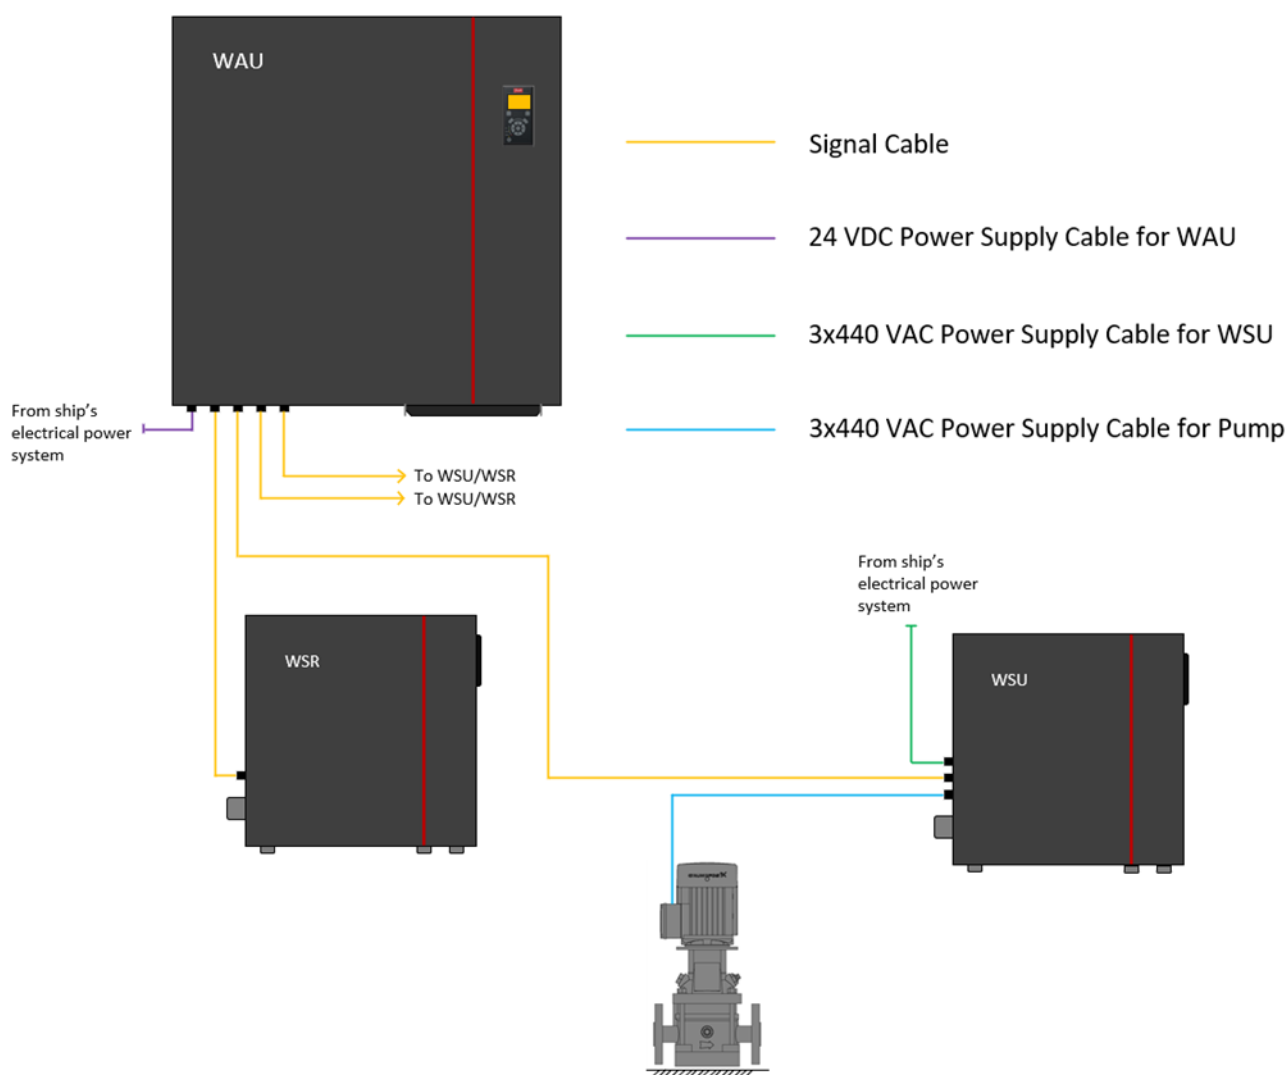 WAU
Signal Cable
24 VDC Power Supply Cable for WAU
3x440 VAC Power Supply Cable for WSU
3x440 VAC Power Supply Cable for Pump
From ship's
electrical power
system
To WSU/WSR
To WSU/WSR
From ship's
electrical power
system
WSR
WSU